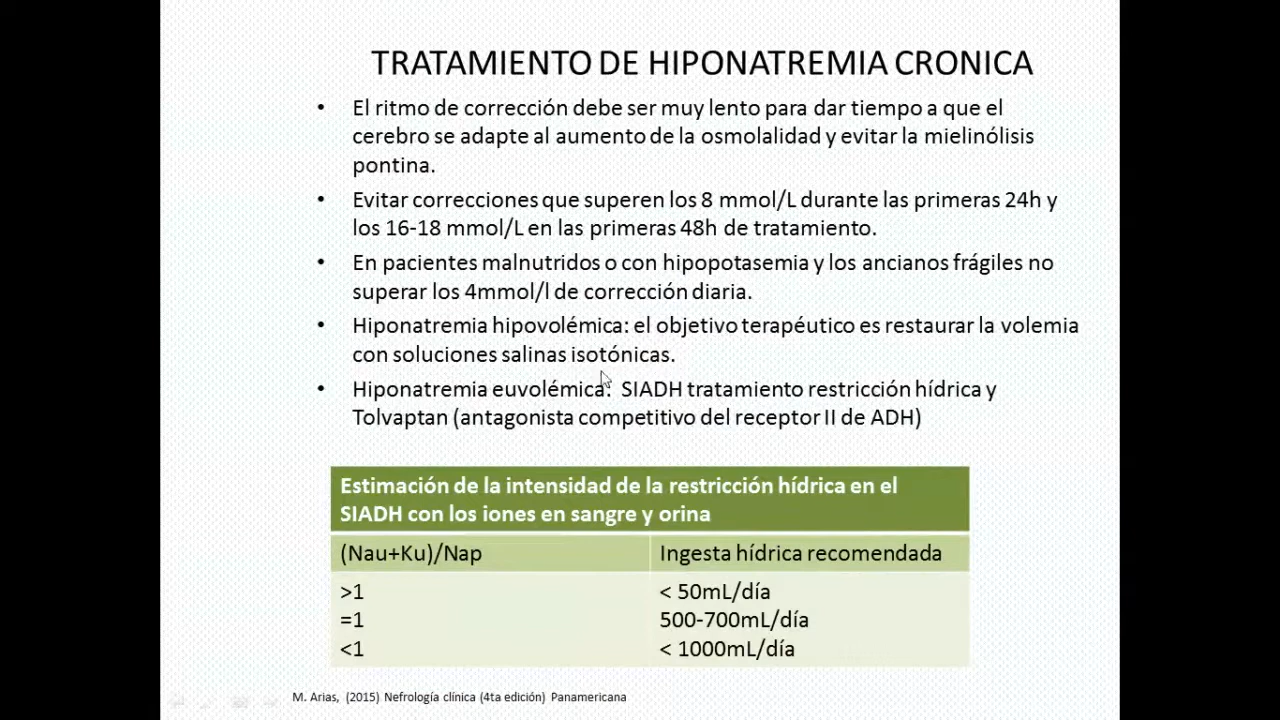 TRATAMIENTO DE HIPONATREMIA CRONICA
• El ritmo de corrección debe ser muy lento para dar tiempo a que el
cerebro se adapte al aumento de la osmolalidad y evitar la mielinólisis
pontina.
• Evitar correcciones que superen los 8 mmol/L durante las primeras 24h y
los 16-18 mmol/L en las primeras 48h de tratamiento.
• En pacientes malnutridos o con hipopotasemia y los ancianos frágiles no
superar los 4mmol/l de corrección diaria.
• Hiponatremia hipovolémica: el objetivo terapéutico es restaurar la volemia
con soluciones salinas isotónicas.
• Hiponatremia euvolémica: SIADH tratamiento restricción hídrica y
Tolvaptan (antagonista competitivo del receptor II de ADH)
Estimación de la intensidad de la restricción hídrica en el
SIADH con los iones en sangre y orina
(Nau+Ku)/Nap Ingesta hídrica recomendada
>1 < 50mL/día
=1 500-700mL/día
<1 < 1000mL/día
M. Arias, (2015) Nefrología clínica (4ta edición) Panamericana